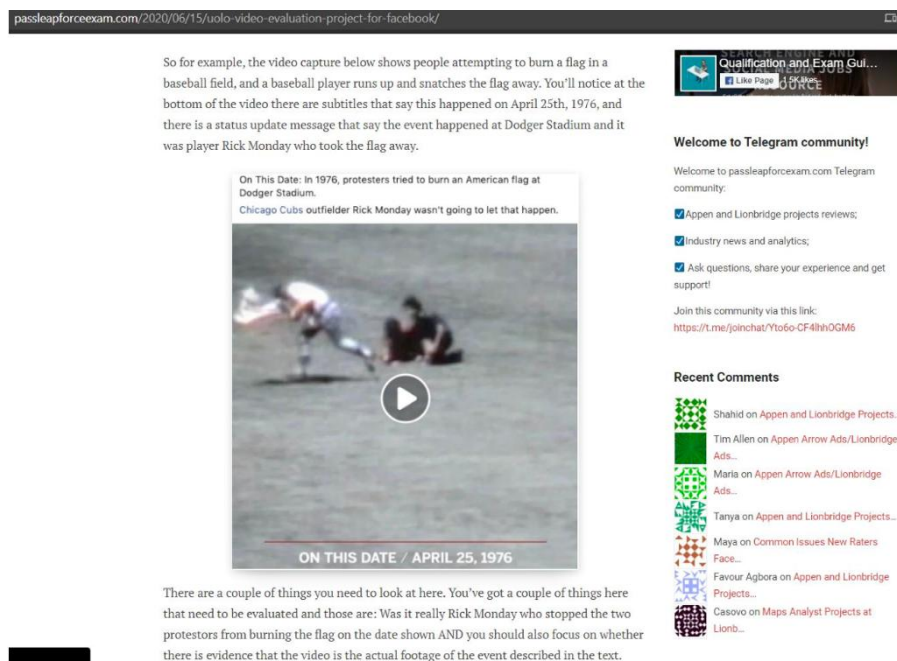 passleapforceexam.com/2020/06/15/uolo-video-evaluation-project-for-facebook/
So for example, the video capture below shows people attempting to burn a flag in
a baseball field, and a baseball player runs up and snatches the flag away. You'll notice at the
bottom of the video there are subtitles that say this happened on April 25th, 1976, and
there is a status update message that say the event happened at Dodger Stadium and it
was player Rick Monday who took the flag away.
On This Date: In 1976, protesters tried to burn an American flag at
Dodger Stadium.
Chicago Cubs outfielder Rick Monday wasn't going to let that happen.
ON THIS DATE / APRIL 25, 1976
There are a couple of things you need to look at here. You've got a couple of things here
that need to be evaluated and those are: Was it really Rick Monday who stopped the two
protestors from burning the flag on the date shown AND you should also focus on whether
there is evidence that the video is the actual footage of the event described in the text.
SEARCH ENGINE AND
Qualification and Exam Gui...
SOCIAL MEDIA JOBS
Like Page 1.5K likes
RESOURCE
Welcome to Telegram community!
Welcome to passleapforcexam.com Telegram
community:
Appen and Lionbridge projects reviews;
Industry news and analytics;
Ask questions, share your experience and get
support!
Join this community via this link:
https://t.me/joinchat/Yto6o-CF4lhhOGM6
Recent Comments
Shahid on Appen and Lionbridge Projects...
Tim Allen on Appen Arrow Ads/Lionbridge
Ads...
Maria on Appen Arrow Ads/Lionbridge
Ads...
Tanya on Appen and Lionbridge Projects...
Maya on Common Issues New Raters
Face...
Favour Agbora on Appen and Lionbridge
Projects...
Casovo on Maps Analyst Projects at
Lionb...